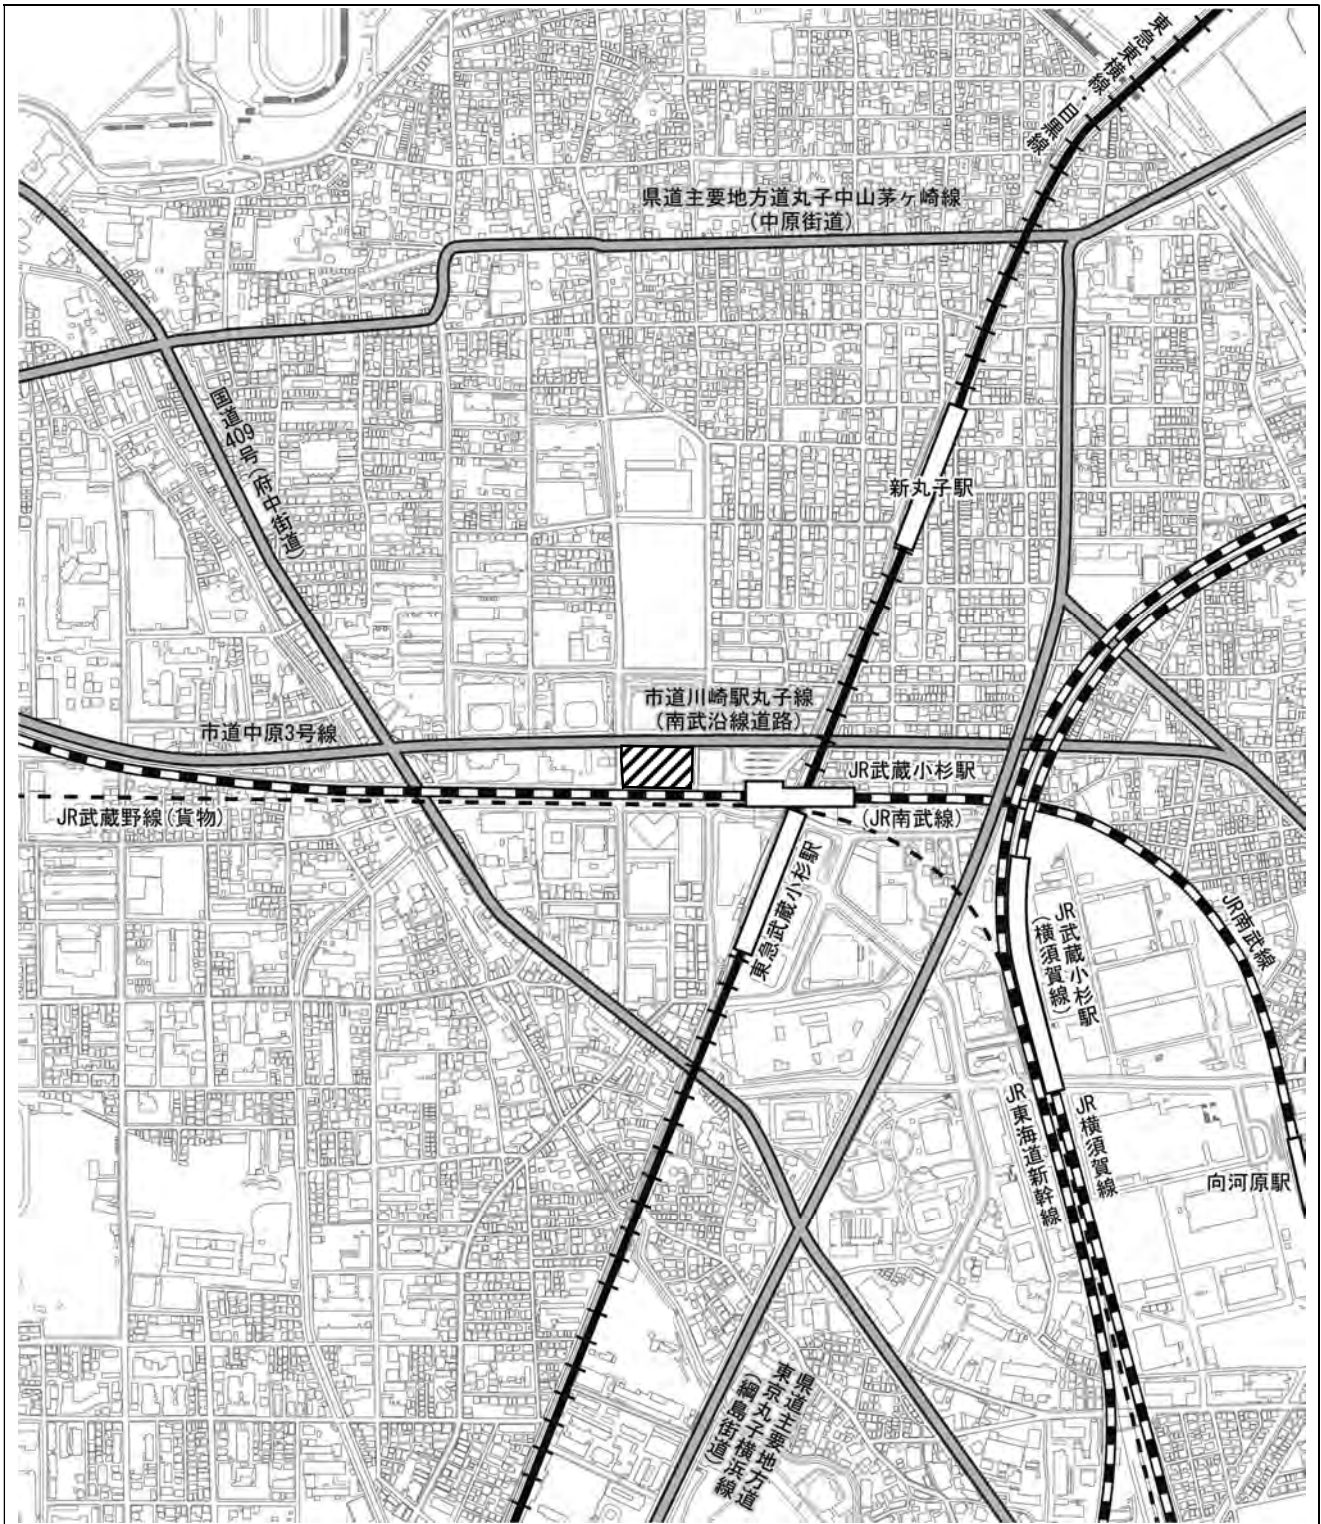 東急東横線・目黒線
県道主要地方道丸子中山茅ヶ崎線
(中原街道)
国道409号(府中街道)
新丸子駅
市道川崎駅丸子線
(南武沿線道路)
市道中原3号線
JR武蔵小杉駅
JR武蔵野線(貨物)
(JR南武線)
東急武蔵小杉駅
JR南武線
JR武蔵小杉駅
(横須賀線)
JR東海道新幹線
JR横須賀線
向河原駅
県道主要地方道
東京丸子横浜線
(綱島街道)